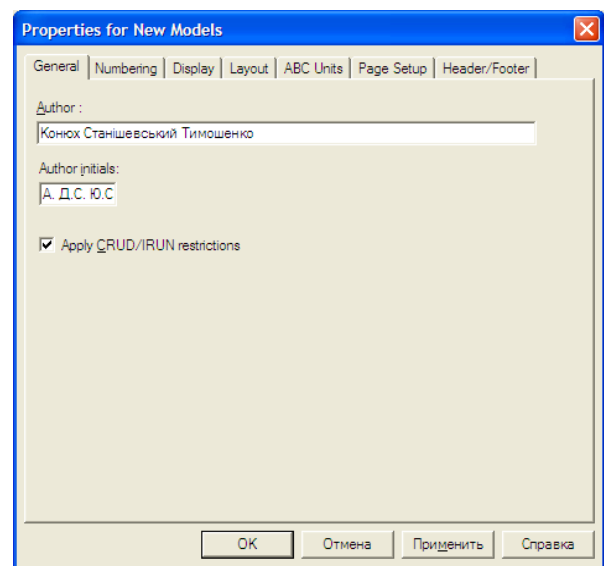 Properties for New Models
General Numbering Display Layout ABC Units Page Setup Header/Footer
Author :
Конюх Станішевський Тимошенко
Author initials:
А. Д.С. Ю.С
Apply CRUD/IRUN restrictions
OK Отмена Применить Справка